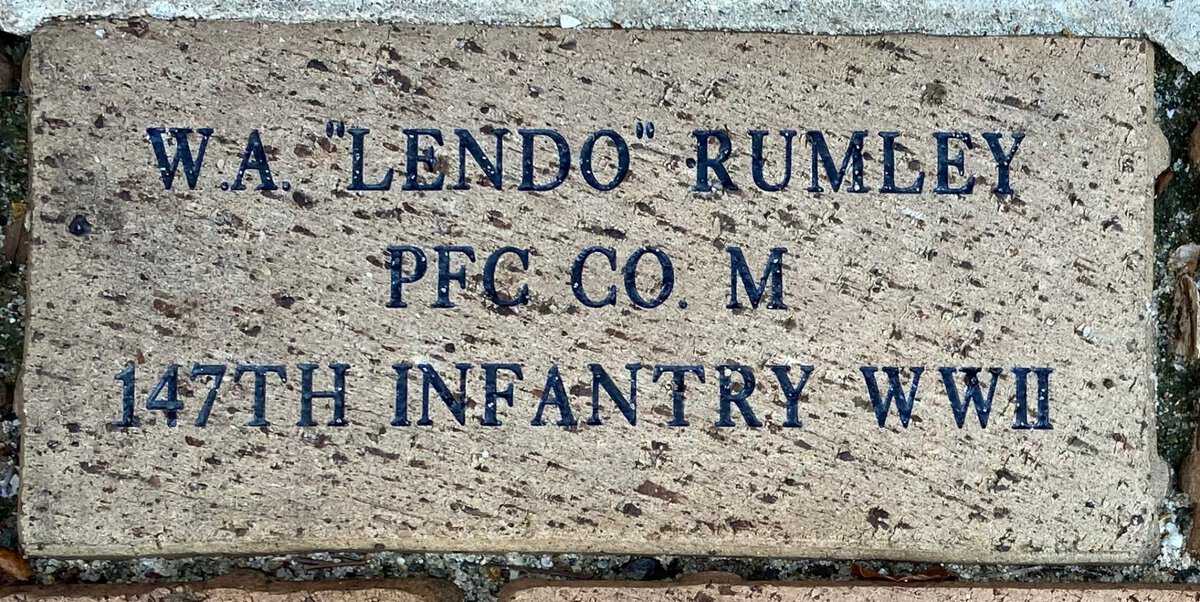 W.A. "LENDO" RUMLEY
PFC CO. M
147TH INFANTRY WWII